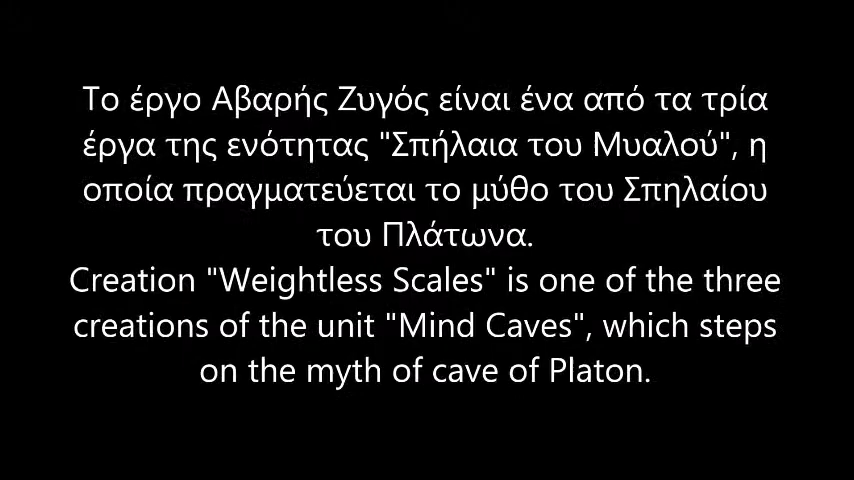 Το έργο Αβαρής Ζυγός είναι ένα από τα τρία
έργα της ενότητας "Σπήλαια του Μυαλού", η
οποία πραγματεύεται το μύθο του Σπηλαίου
του Πλάτωνα.
Creation "Weightless Scales" is one of the three
creations of the unit "Mind Caves", which steps
on the myth of cave of Platon.